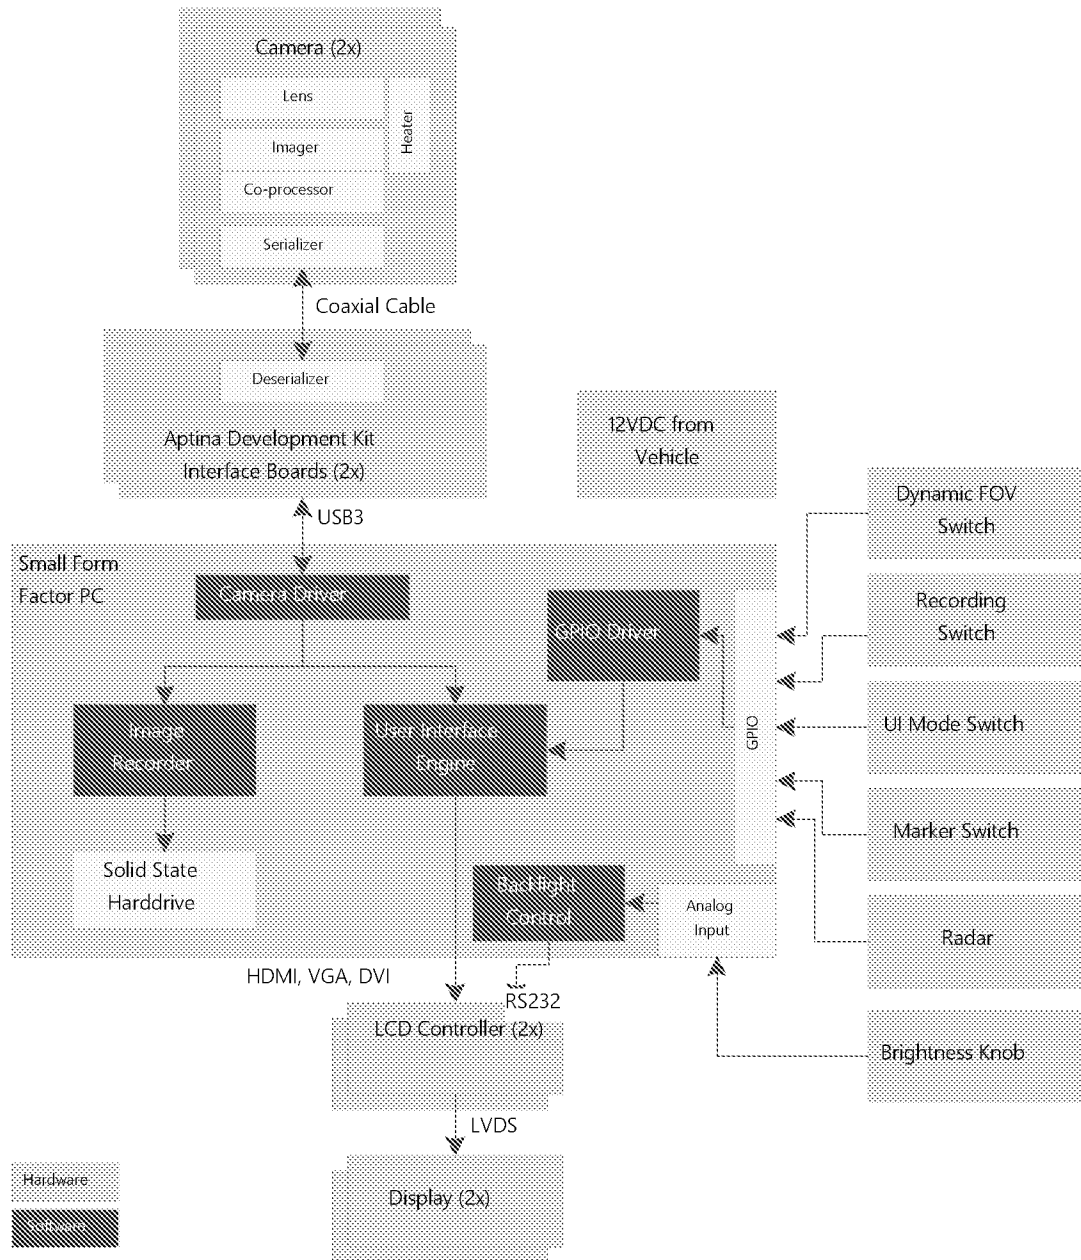 Camera (2x)
Lens
Heater
Imager
Co-processor
Serializer
Coaxial Cable
Deserializer
Aptina Development Kit
Interface Boards (2x)
12VDC from
Vehicle
USB3
Dynamic FOV
Switch
Small Form
Factor PC
Camera Driver
GPIO Driver
Recording
Switch
Image
Recorder
User Interface
Engine
GPIO
UI Mode Switch
Marker Switch
Solid State
Harddrive
Backlight
Control
Analog
Input
Radar
HDMI, VGA, DVI
RS232
LCD Controller (2x)
Brightness Knob
LVDS
Display (2x)
Hardware
Software